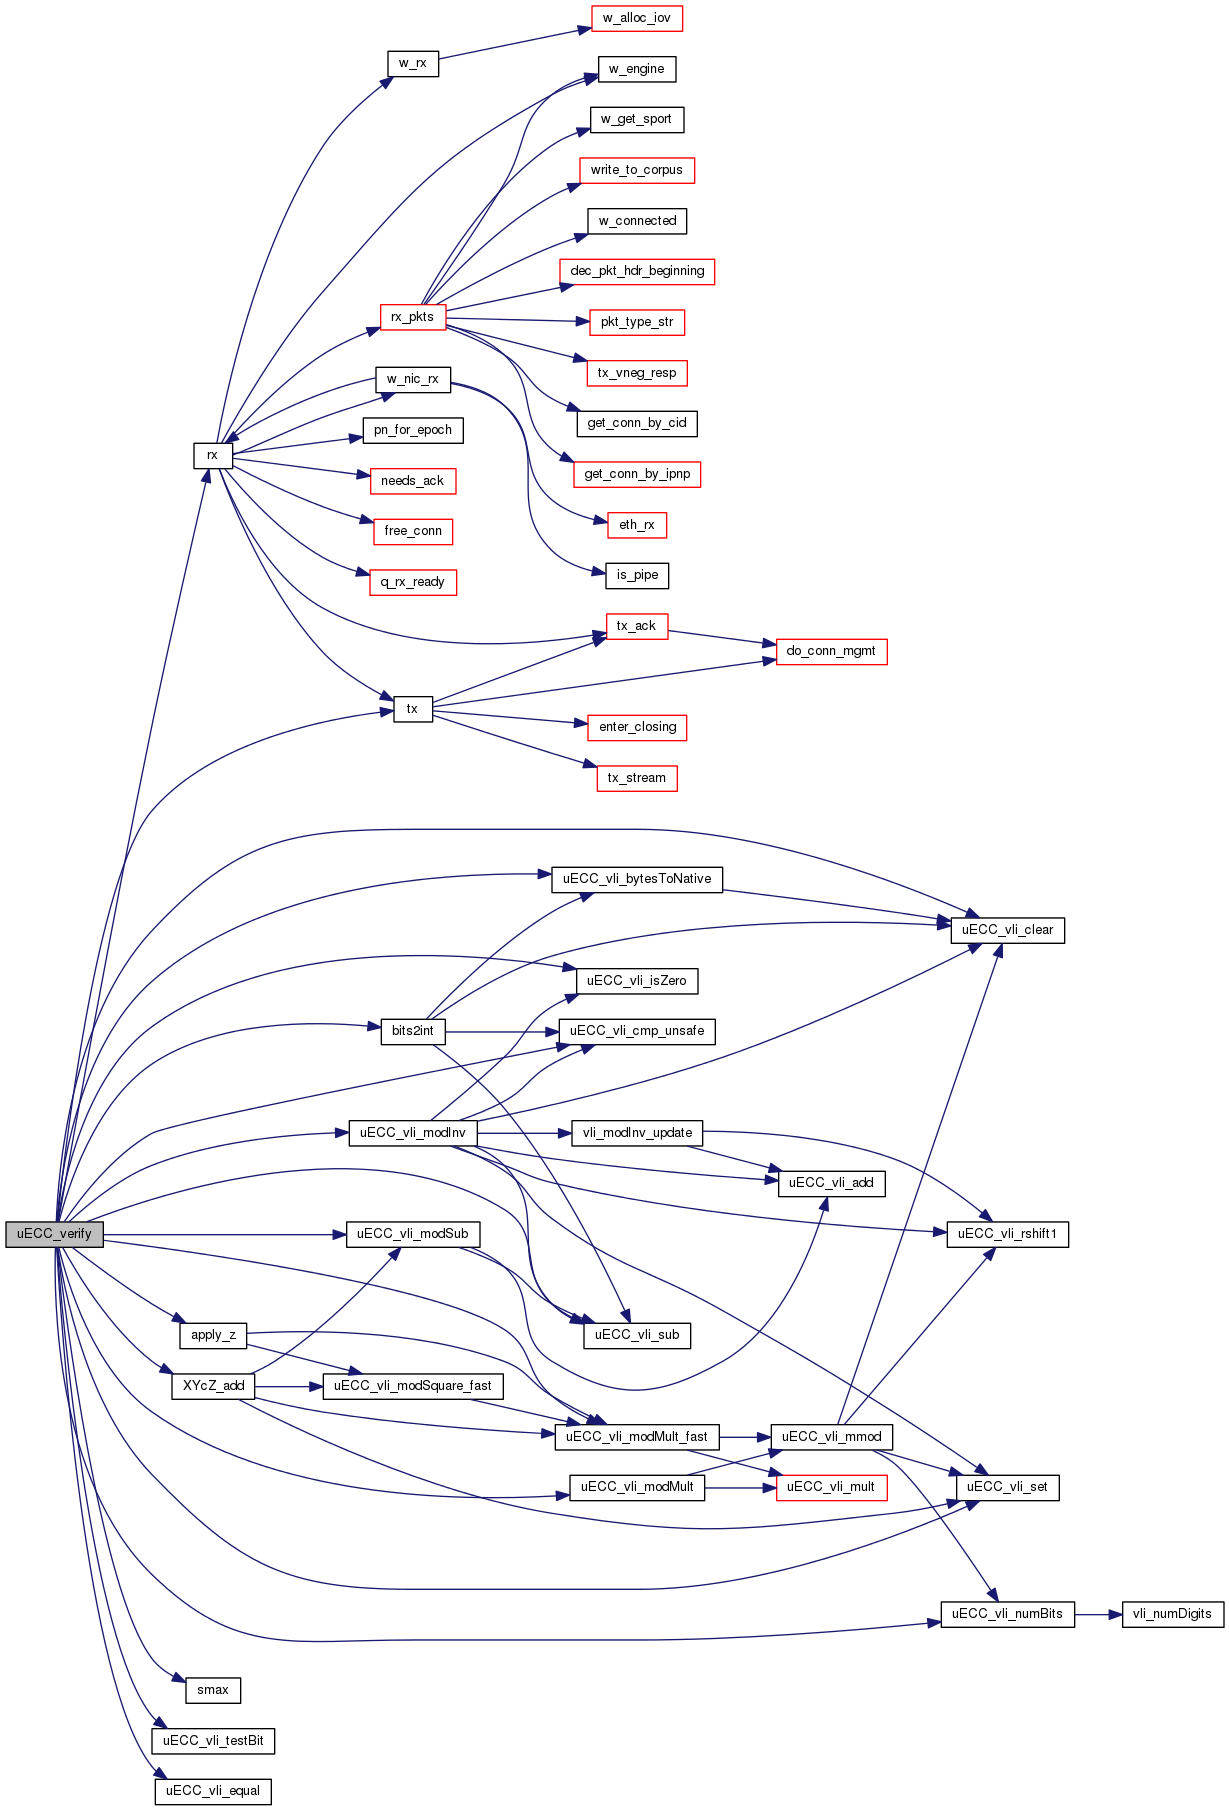 w_alloc_iov
w_rx
w_engine
w_get_sport
write_to_corpus
w_connected
dec_pkt_hdr_beginning
rx_pkts
pkt_type_str
tx_vneg_resp
w_nic_rx
get_conn_by_cid
pn_for_epoch
rx
get_conn_by_ipnp
needs_ack
eth_rx
free_conn
is_pipe
q_rx_ready
tx_ack
do_conn_mgmt
tx
enter_closing
tx_stream
uECC_vli_bytesToNative
uECC_vli_clear
uECC_vli_isZero
bits2int
uECC_vli_cmp_unsafe
uECC_vli_modInv
vli_modInv_update
uECC_vli_add
uECC_verify
uECC_vli_modSub
uECC_vli_rshift1
apply_z
uECC_vli_sub
XYcZ_add
uECC_vli_modSquare_fast
uECC_vli_modMult_fast
uECC_vli_mmod
uECC_vli_modMult
uECC_vli_mult
uECC_vli_set
uECC_vli_numBits
vli_numDigits
smax
uECC_vli_testBit
uECC_vli_equal